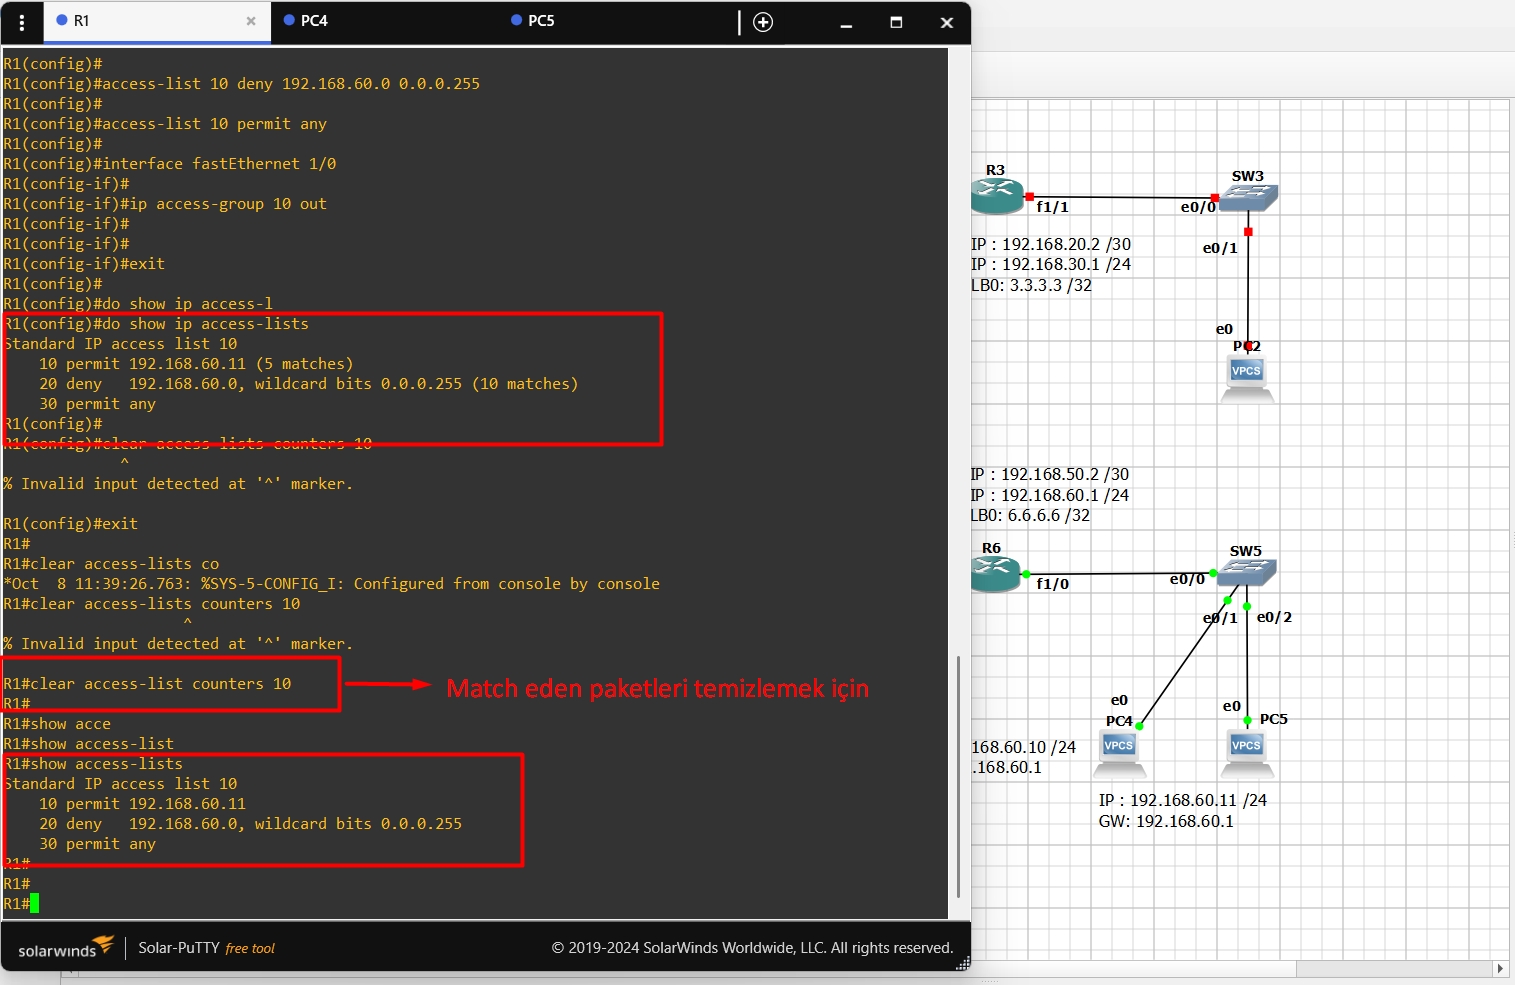 R1
PC4
PC5
R1(config)#
R1(config)#access-list 10 deny 192.168.60.0 0.0.0.255
R1(config)#
R1(config)#access-list 10 permit any
R1(config)#
R1(config)#interface fastEthernet 1/0
R1(config-if)#
R1(config-if)#ip access-group 10 out
R1(config-if)#
R1(config-if)#
R1(config-if)#exit
R1(config)#
R1(config)#do show ip access-l
R1(config)#do show ip access-lists
Standard IP access list 10
    10 permit 192.168.60.11 (5 matches)
    20 deny   192.168.60.0, wildcard bits 0.0.0.255 (10 matches)
    30 permit any
R1(config)#
R1(config)#clear access-lists counters 10
^
% Invalid input detected at '^' marker.
R1(config)#exit
R1#
R1#clear access-lists co
*Oct  8 11:39:26.763: %SYS-5-CONFIG_I: Configured from console by console
R1#clear access-lists counters 10
^
% Invalid input detected at '^' marker.
R1#clear access-list counters 10
Match eden paketleri temizlemek için
R1#
R1#show acce
R1#show access-list
R1#show access-lists
Standard IP access list 10
    10 permit 192.168.60.11
    20 deny   192.168.60.0, wildcard bits 0.0.0.255
    30 permit any
R1#
R1#
R1#
solarwinds
Solar-PuTTY free tool
© 2019-2024 SolarWinds Worldwide, LLC. All rights reserved.
R3
SW3
f1/1
e0/0
IP : 192.168.20.2 /30
IP : 192.168.30.1 /24
LB0: 3.3.3.3 /32
e0/1
e0
PC2
VPCS
IP : 192.168.50.2 /30
IP : 192.168.60.1 /24
LB0: 6.6.6.6 /32
R6
SW5
f1/0
e0/0
e0/1
e0/2
e0
PC4
VPCS
e0
PC5
VPCS
168.60.10 /24
.168.60.1
IP : 192.168.60.11 /24
GW: 192.168.60.1